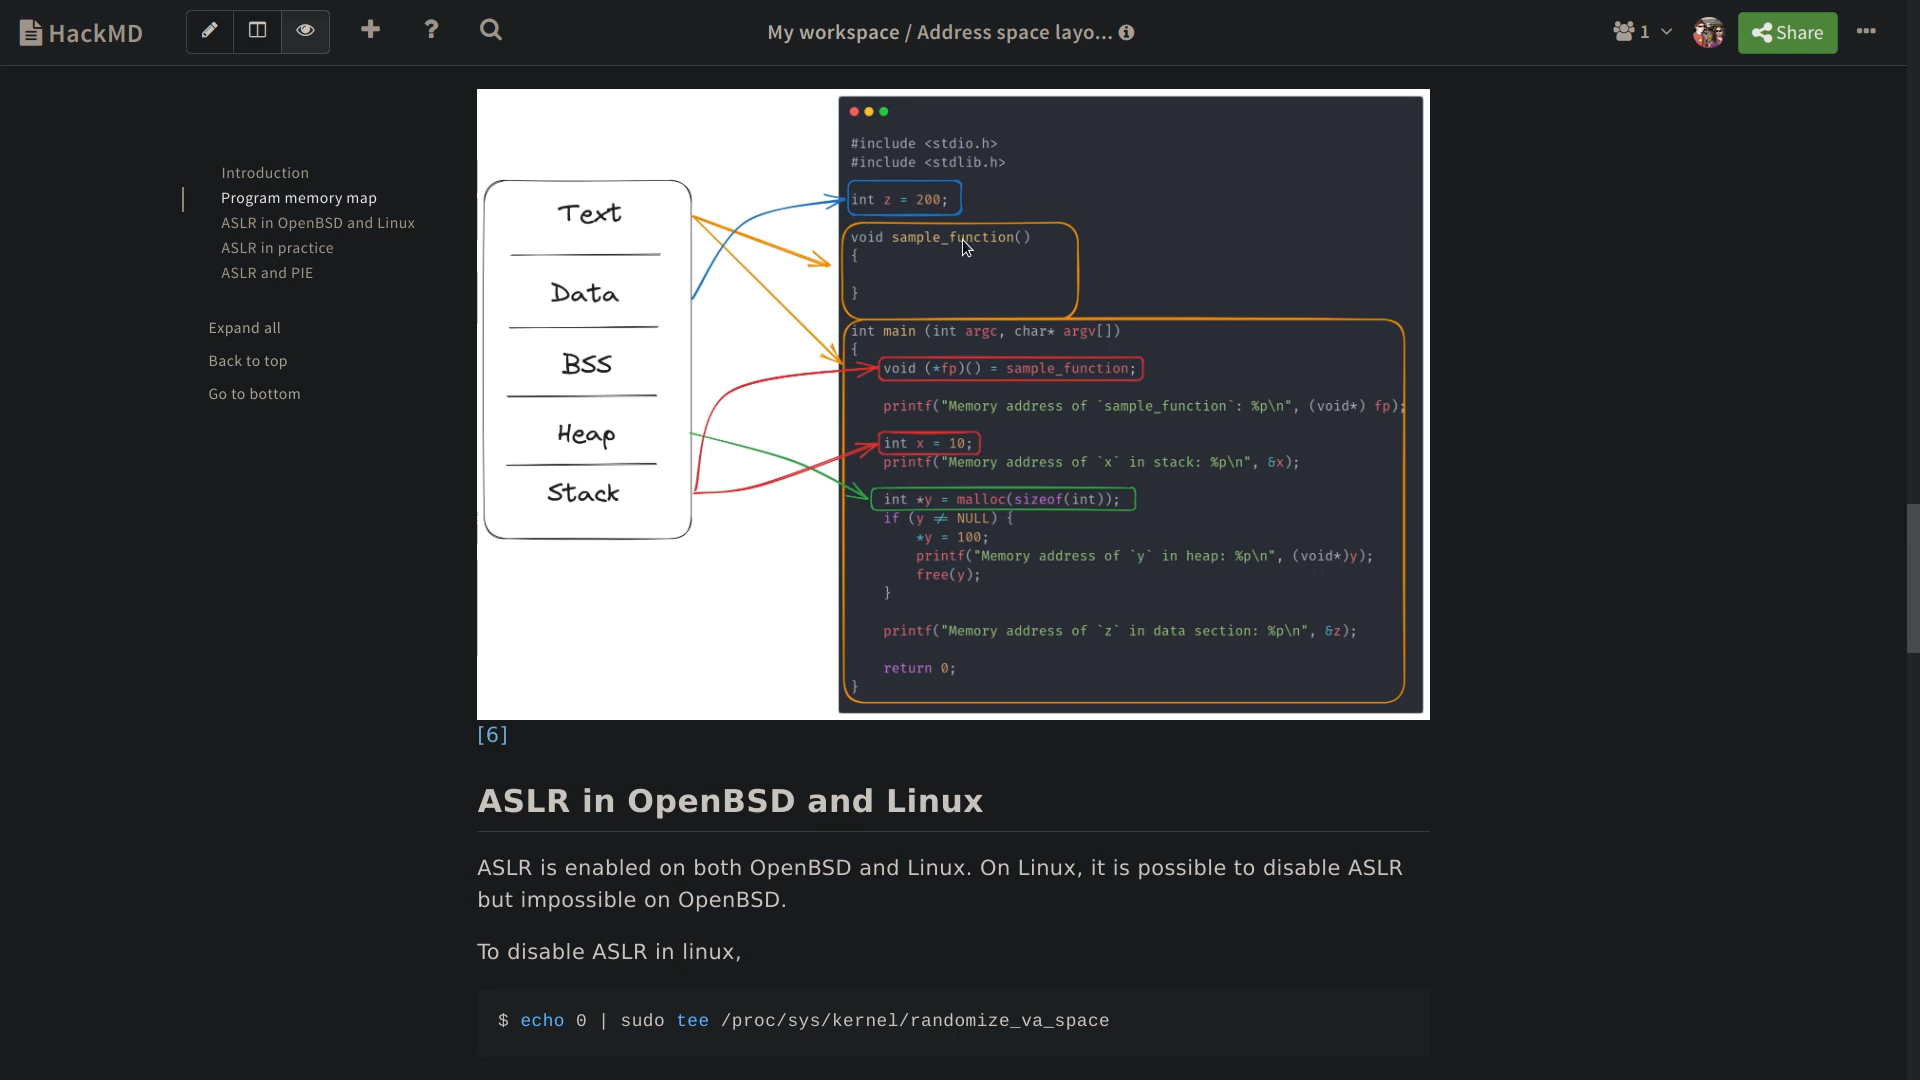 HackMD
My workspace / Address space layo...
1
Share
Introduction
Program memory map
ASLR in OpenBSD and Linux
ASLR in practice
ASLR and PIE
Expand all
Back to top
Go to bottom
Text
Data
BSS
Heap
Stack
#include <stdio.h>
#include <stdlib.h>
int z = 200;
void sample_function()
{
}
int main (int argc, char* argv[])
{
void (*fp)() = sample_function;
printf("Memory address of `sample_function`: %p\n", (void*) fp);
int x = 10;
printf("Memory address of `x` in stack: %p\n", &x);
int *y = malloc(sizeof(int));
if (y ≠ NULL) {
*y = 100;
printf("Memory address of `y` in heap: %p\n", (void*)y);
free(y);
}
printf("Memory address of `z` in data section: %p\n", &z);
return 0;
}
[6]
ASLR in OpenBSD and Linux
ASLR is enabled on both OpenBSD and Linux. On Linux, it is possible to disable ASLR
but impossible on OpenBSD.
To disable ASLR in linux,
$ echo 0 | sudo tee /proc/sys/kernel/randomize_va_space